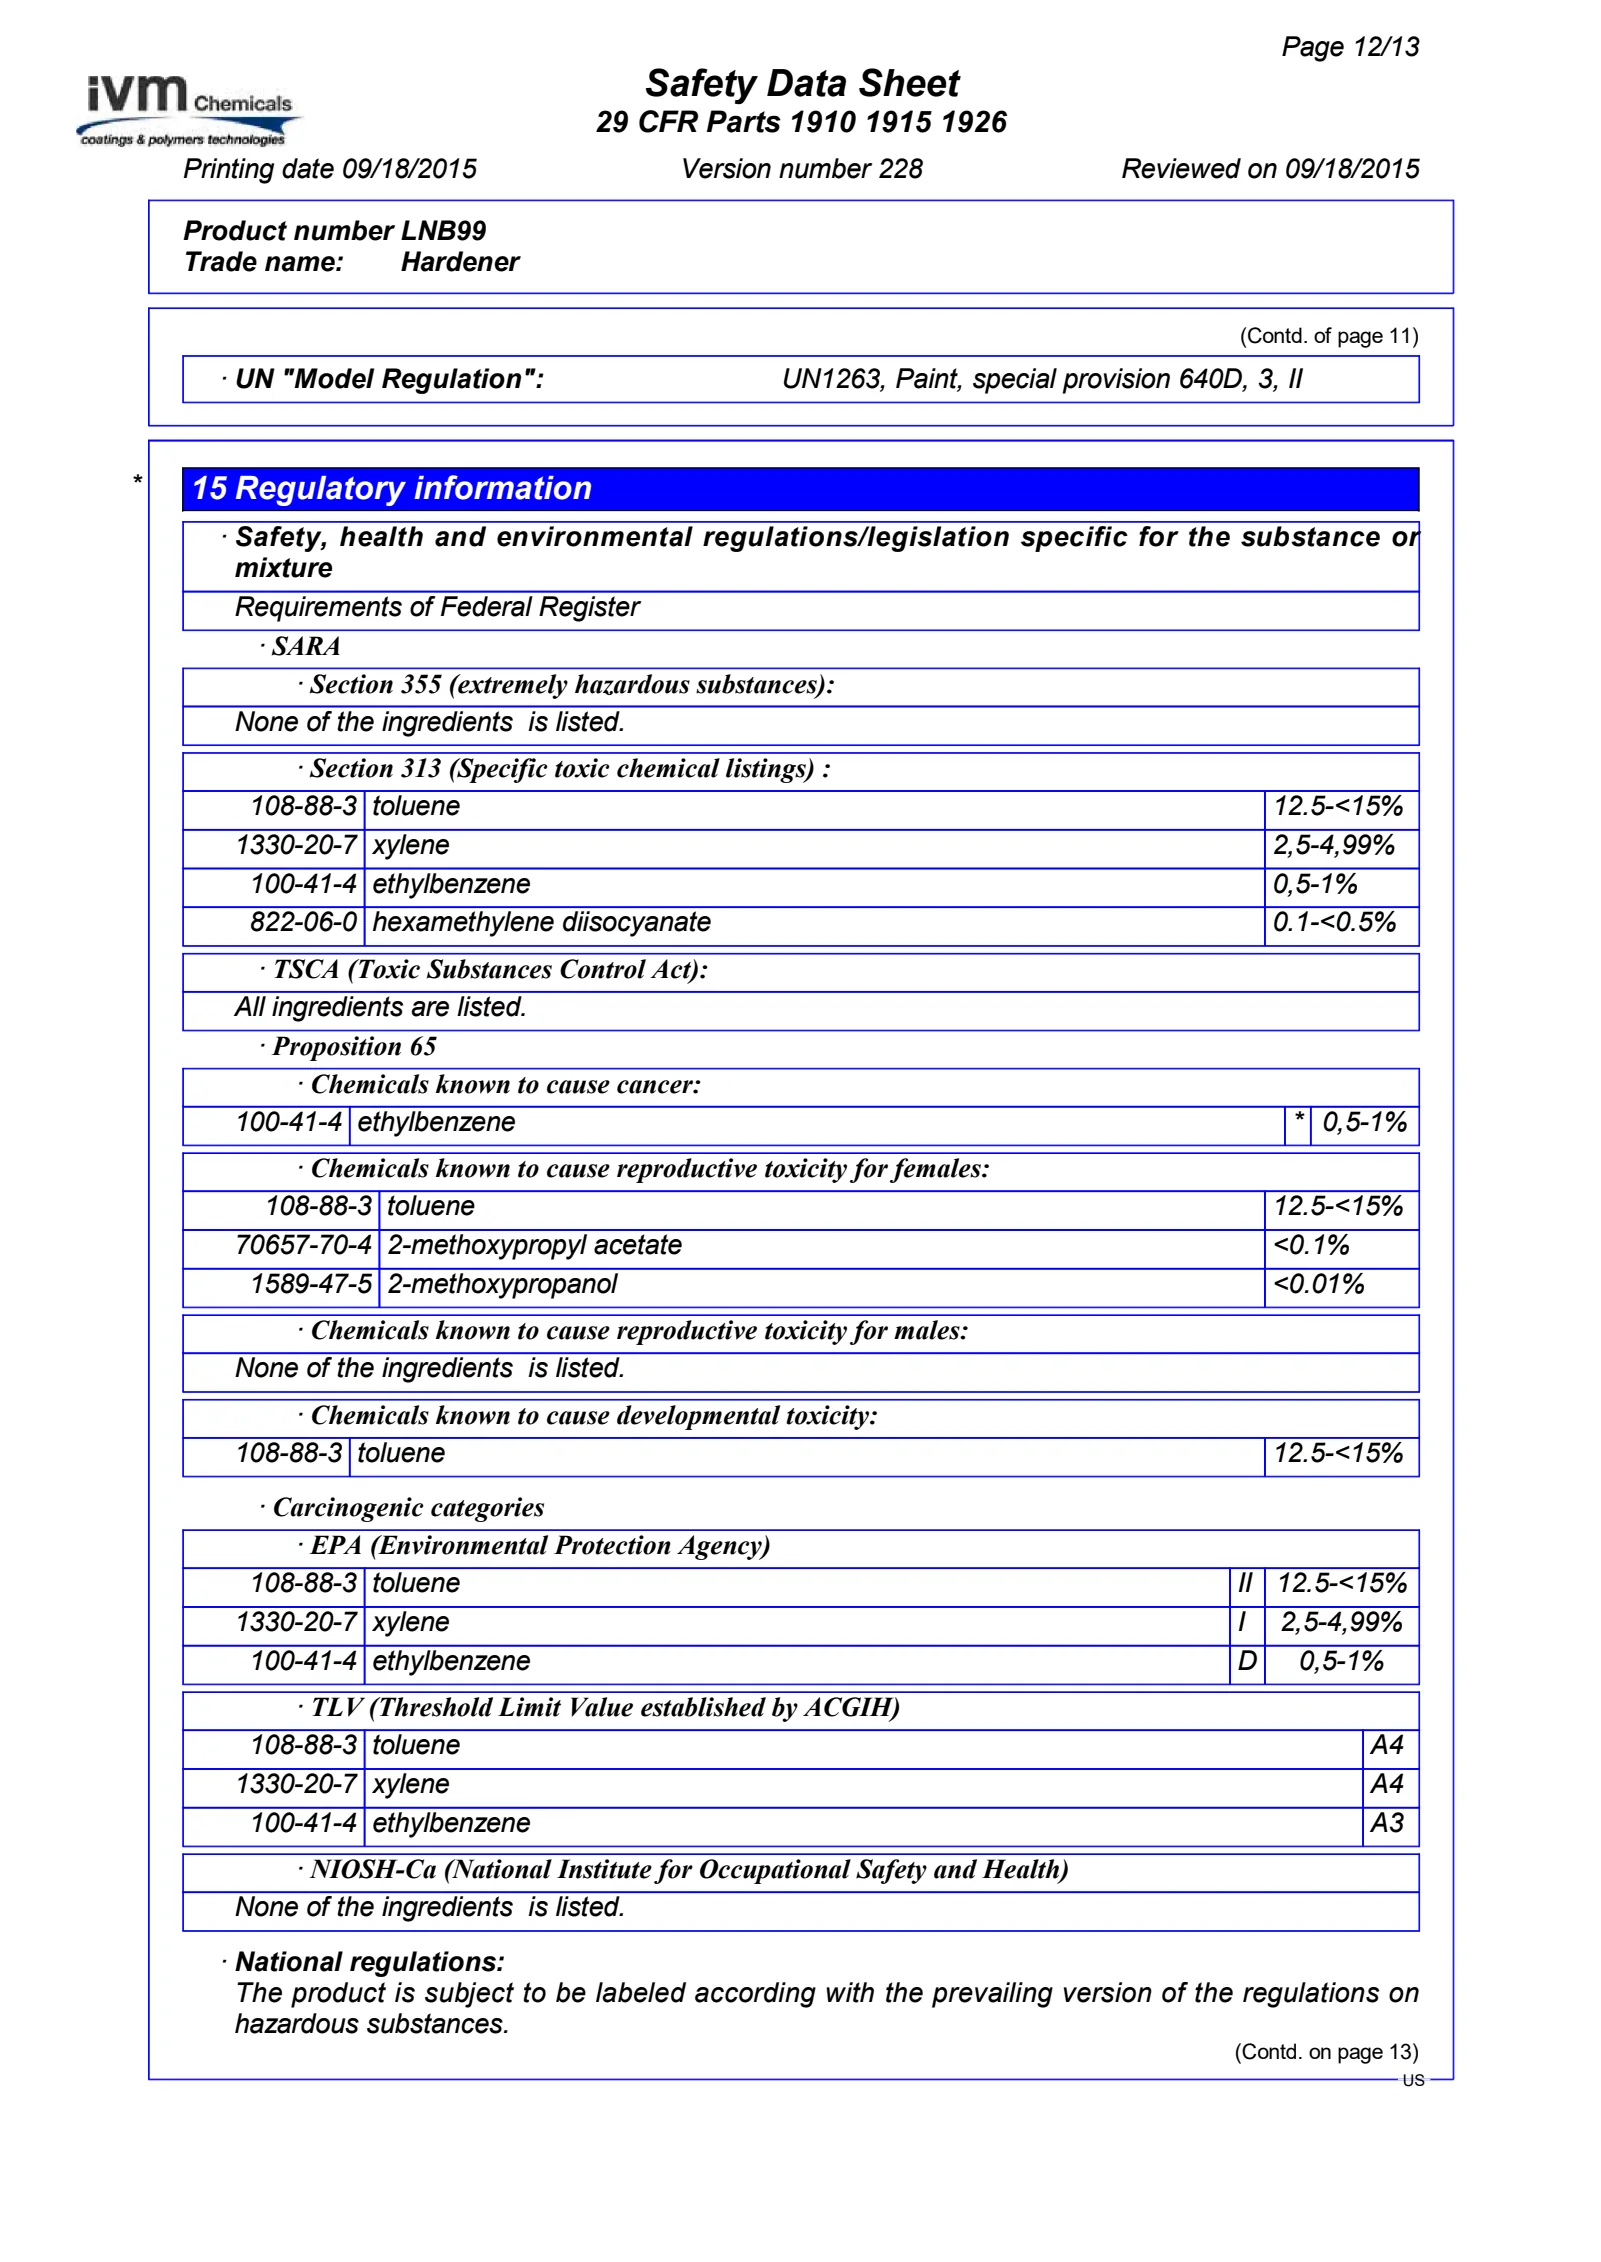 Page 12/13
ivm Chemicals
coatings & polymers technologies
Safety Data Sheet
29 CFR Parts 1910 1915 1926
Printing date 09/18/2015 Version number 228 Reviewed on 09/18/2015
Product number LNB99
Trade name: Hardener
(Contd. of page 11)
· UN "Model Regulation": UN1263, Paint, special provision 640D, 3, II
* 15 Regulatory information
· Safety, health and environmental regulations/legislation specific for the substance or
mixture
Requirements of Federal Register
· SARA
· Section 355 (extremely hazardous substances):
None of the ingredients is listed.
· Section 313 (Specific toxic chemical listings) :
108-88-3 toluene 12.5-<15%
1330-20-7 xylene 2,5-4,99%
100-41-4 ethylbenzene 0,5-1%
822-06-0 hexamethylene diisocyanate 0.1-<0.5%
· TSCA (Toxic Substances Control Act):
All ingredients are listed.
· Proposition 65
· Chemicals known to cause cancer:
100-41-4 ethylbenzene * 0,5-1%
· Chemicals known to cause reproductive toxicity for females:
108-88-3 toluene 12.5-<15%
70657-70-4 2-methoxypropyl acetate <0.1%
1589-47-5 2-methoxypropanol <0.01%
· Chemicals known to cause reproductive toxicity for males:
None of the ingredients is listed.
· Chemicals known to cause developmental toxicity:
108-88-3 toluene 12.5-<15%
· Carcinogenic categories
· EPA (Environmental Protection Agency)
108-88-3 toluene II 12.5-<15%
1330-20-7 xylene I 2,5-4,99%
100-41-4 ethylbenzene D 0,5-1%
· TLV (Threshold Limit Value established by ACGIH)
108-88-3 toluene A4
1330-20-7 xylene A4
100-41-4 ethylbenzene A3
· NIOSH-Ca (National Institute for Occupational Safety and Health)
None of the ingredients is listed.
· National regulations:
The product is subject to be labeled according with the prevailing version of the regulations on
hazardous substances.
(Contd. on page 13)
US